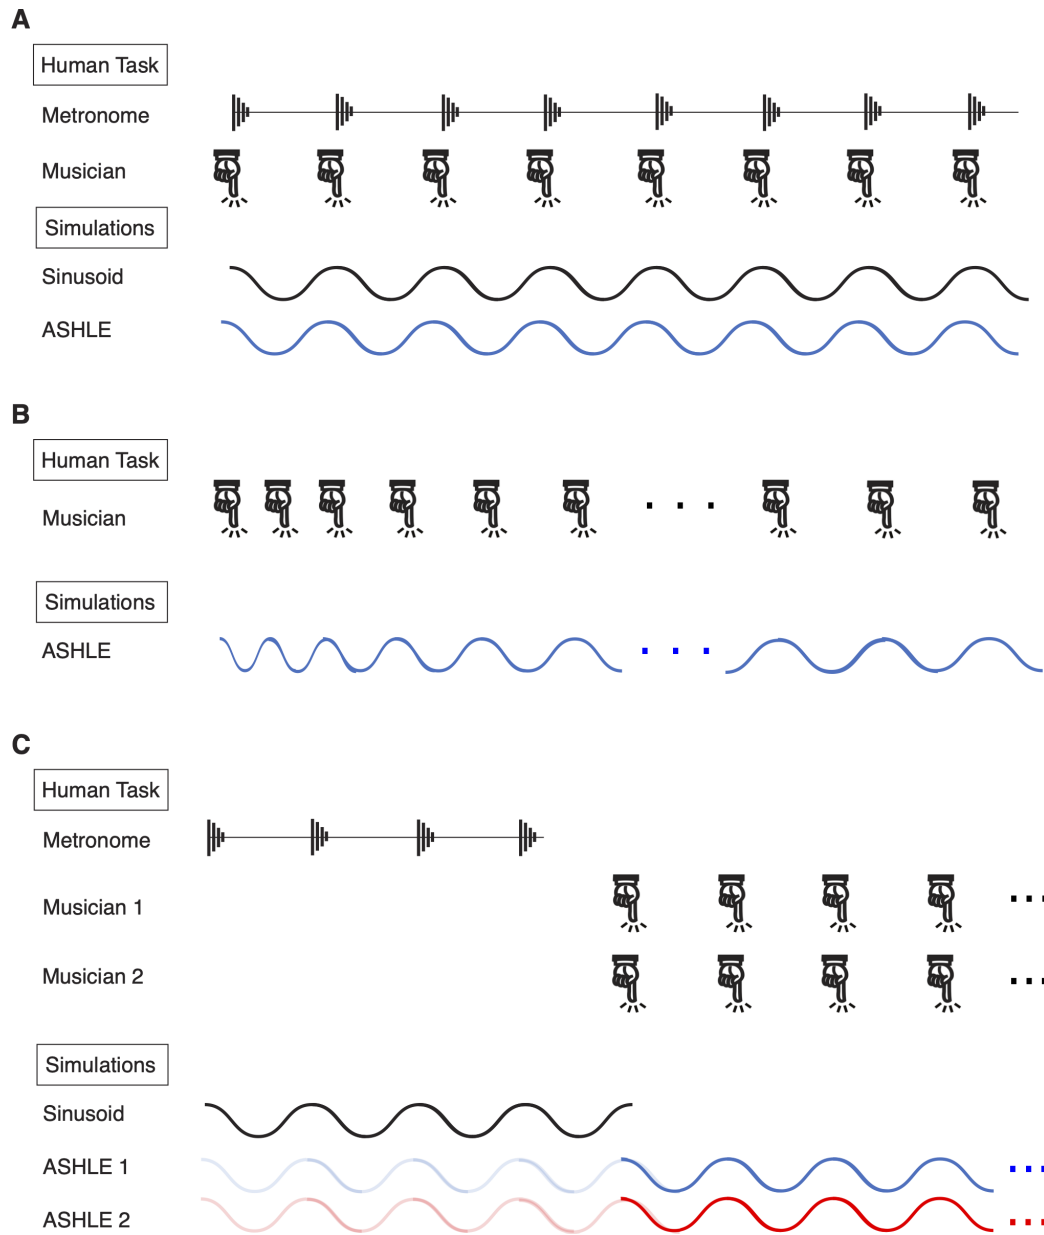 A
Human Task
Metronome
Musician
Simulations
Sinusoid
ASHLE
B
Human Task
Musician
Simulations
ASHLE
C
Human Task
Metronome
Musician 1
Musician 2
Simulations
Sinusoid
ASHLE 1
ASHLE 2